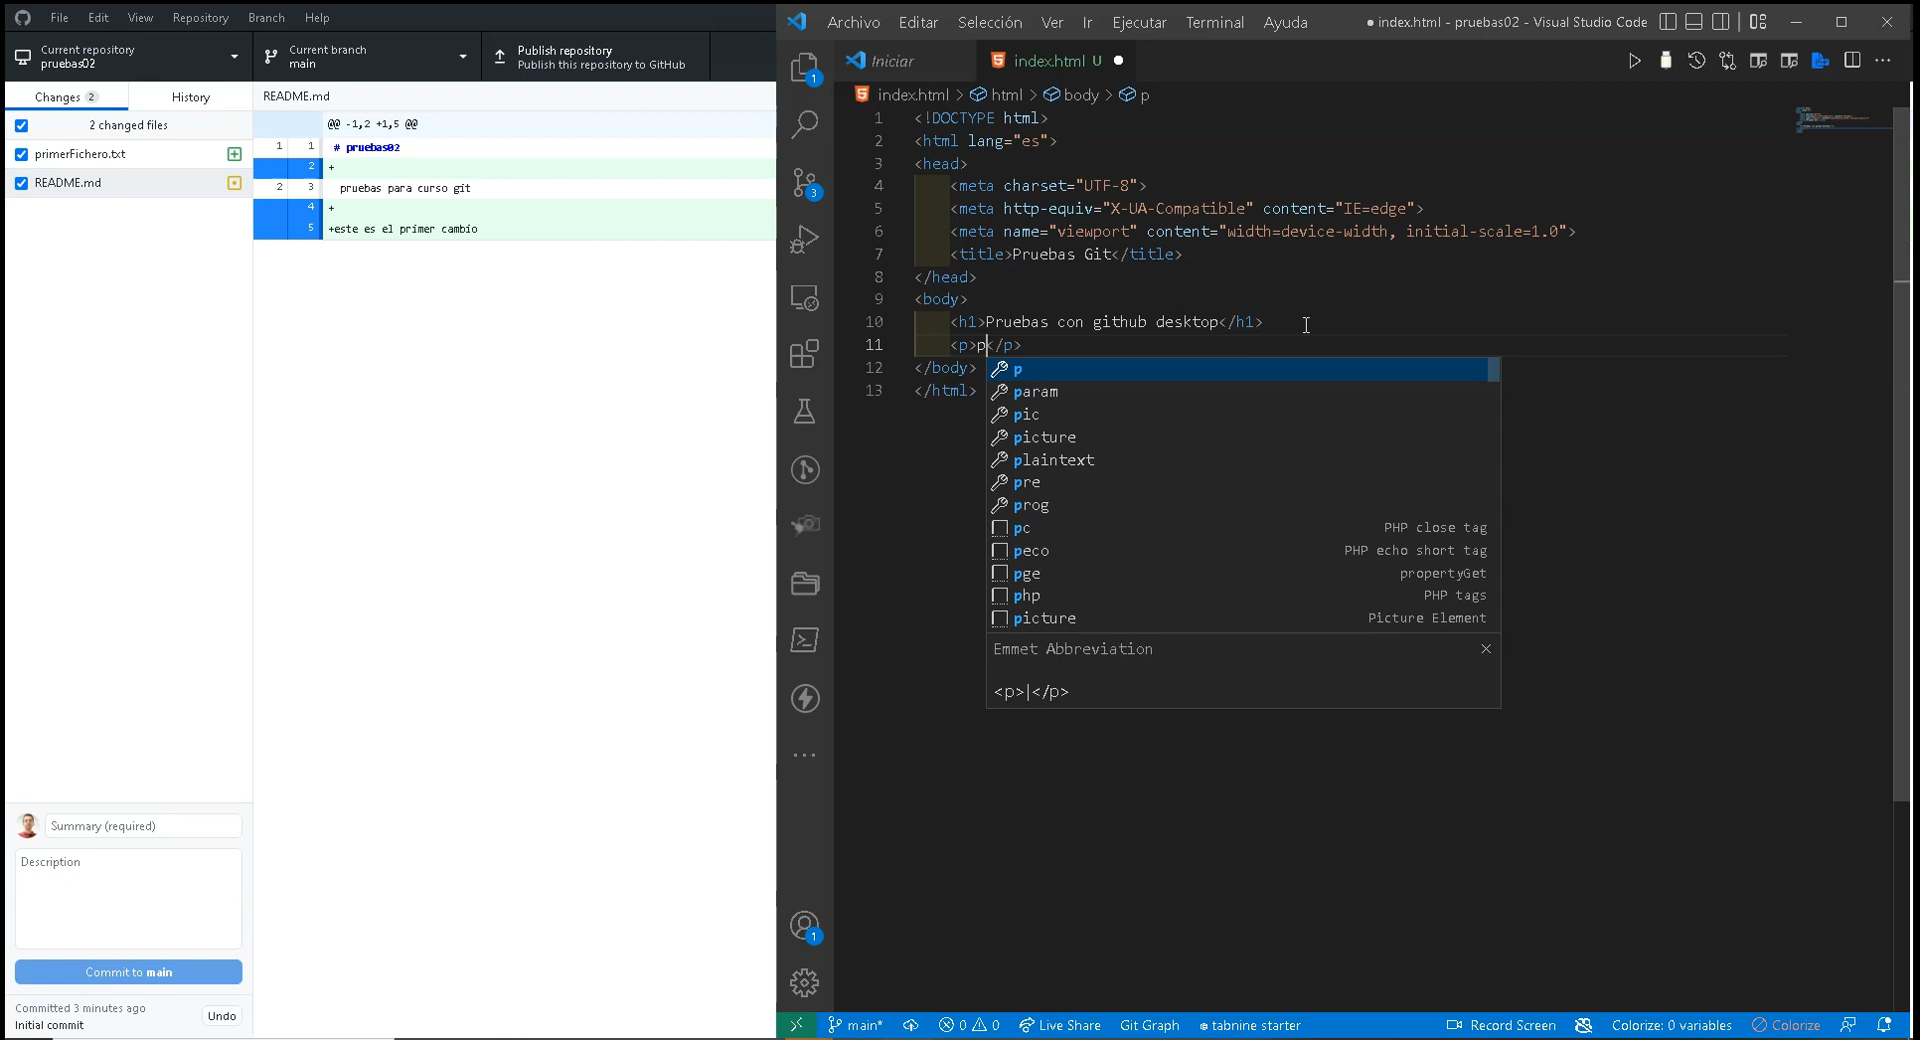 File Edit View Repository Branch Help
Current repository
pruebas02
Current branch
main
Publish repository
Publish this repository to GitHub
Changes 2
History
2 changed files
primerFichero.txt
README.md
README.md
@@ -1,2 +1,5 @@
1 1 # pruebas02
2 +
2 3 pruebas para curso git
4 +
5 +este es el primer cambio
Summary (required)
Description
Commit to main
Committed 3 minutes ago
Initial commit
Undo
Archivo Editar Selección Ver Ir Ejecutar Terminal Ayuda
● index.html - pruebas02 - Visual Studio Code
Iniciar
index.html U
index.html > html > body > p
1 <!DOCTYPE html>
2 <html lang="es">
3 <head>
4 <meta charset="UTF-8">
5 <meta http-equiv="X-UA-Compatible" content="IE=edge">
6 <meta name="viewport" content="width=device-width, initial-scale=1.0">
7 <title>Pruebas Git</title>
8 </head>
9 <body>
10 <h1>Pruebas con github desktop</h1>
11 <p>p</p>
12 </body>
13 </html>
p
param
pic
picture
plaintext
pre
prog
pc PHP close tag
peco PHP echo short tag
pge propertyGet
php PHP tags
picture Picture Element
Emmet Abbreviation
<p>|</p>
1
3
1
main* 0 0 Live Share Git Graph tabnine starter
Record Screen Colorize: 0 variables Colorize